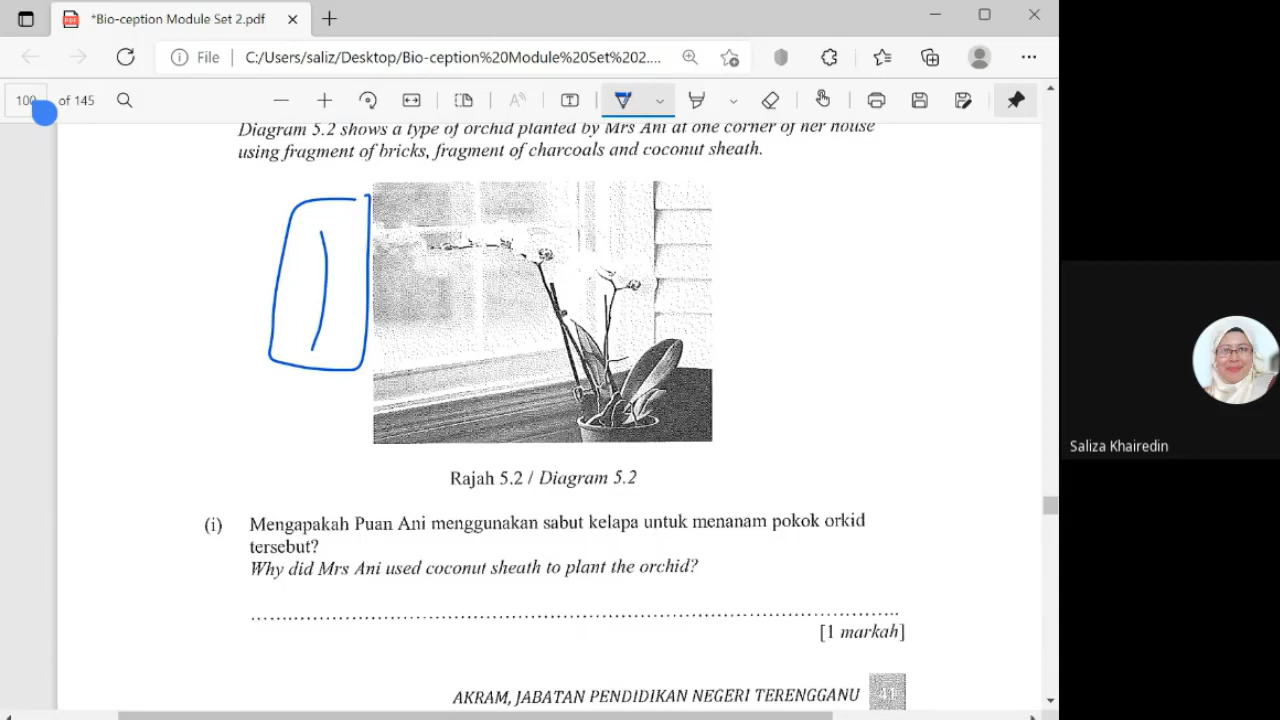 *Bio-ception Module Set 2.pdf
File
C:/Users/saliz/Desktop/Bio-ception%20Module%20Set%202....
100 of 145
Diagram 5.2 shows a type of orchid planted by Mrs Ani at one corner of her house
using fragment of bricks, fragment of charcoals and coconut sheath.
Rajah 5.2 / Diagram 5.2
(i) Mengapakah Puan Ani menggunakan sabut kelapa untuk menanam pokok orkid
tersebut?
Why did Mrs Ani used coconut sheath to plant the orchid?
[1 markah]
AKRAM, JABATAN PENDIDIKAN NEGERI TERENGGANU
Saliza Khairedin